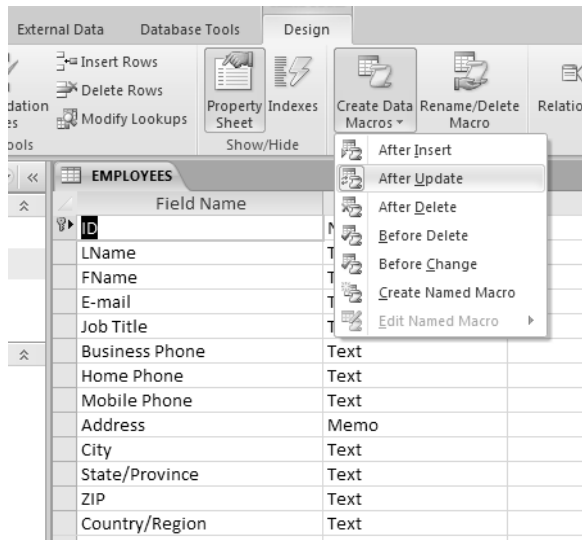 External Data Database Tools Design
Insert Rows
Delete Rows
Modify Lookups
Property Sheet
Indexes
Create Data Macros
Rename/Delete Macro
Show/Hide
EMPLOYEES
After Insert
After Update
After Delete
Before Delete
Before Change
Create Named Macro
Edit Named Macro
Field Name
ID
LName
FName
E-mail
Job Title
Business Phone Text
Home Phone Text
Mobile Phone Text
Address Memo
City Text
State/Province Text
ZIP Text
Country/Region Text